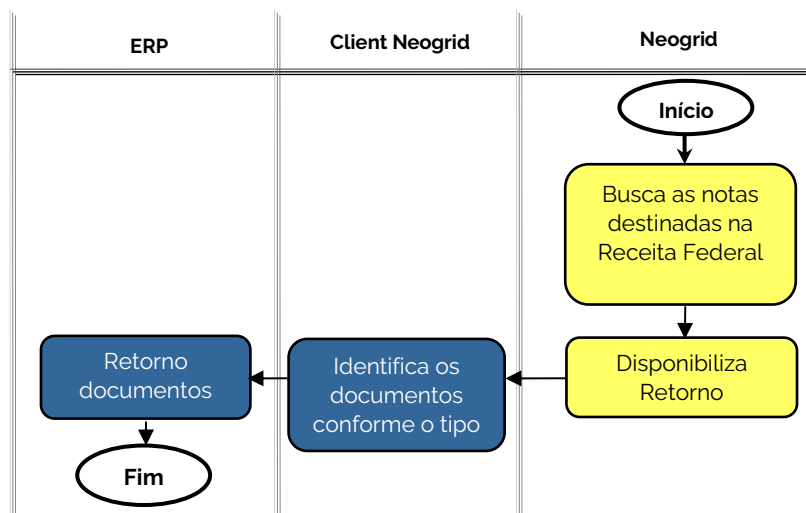 ERP
Client Neogrid
Neogrid
Início
Busca as notas
destinadas na
Receita Federal
Disponibiliza
Retorno
Identifica os
documentos
conforme o tipo
Retorno
documentos
Fim